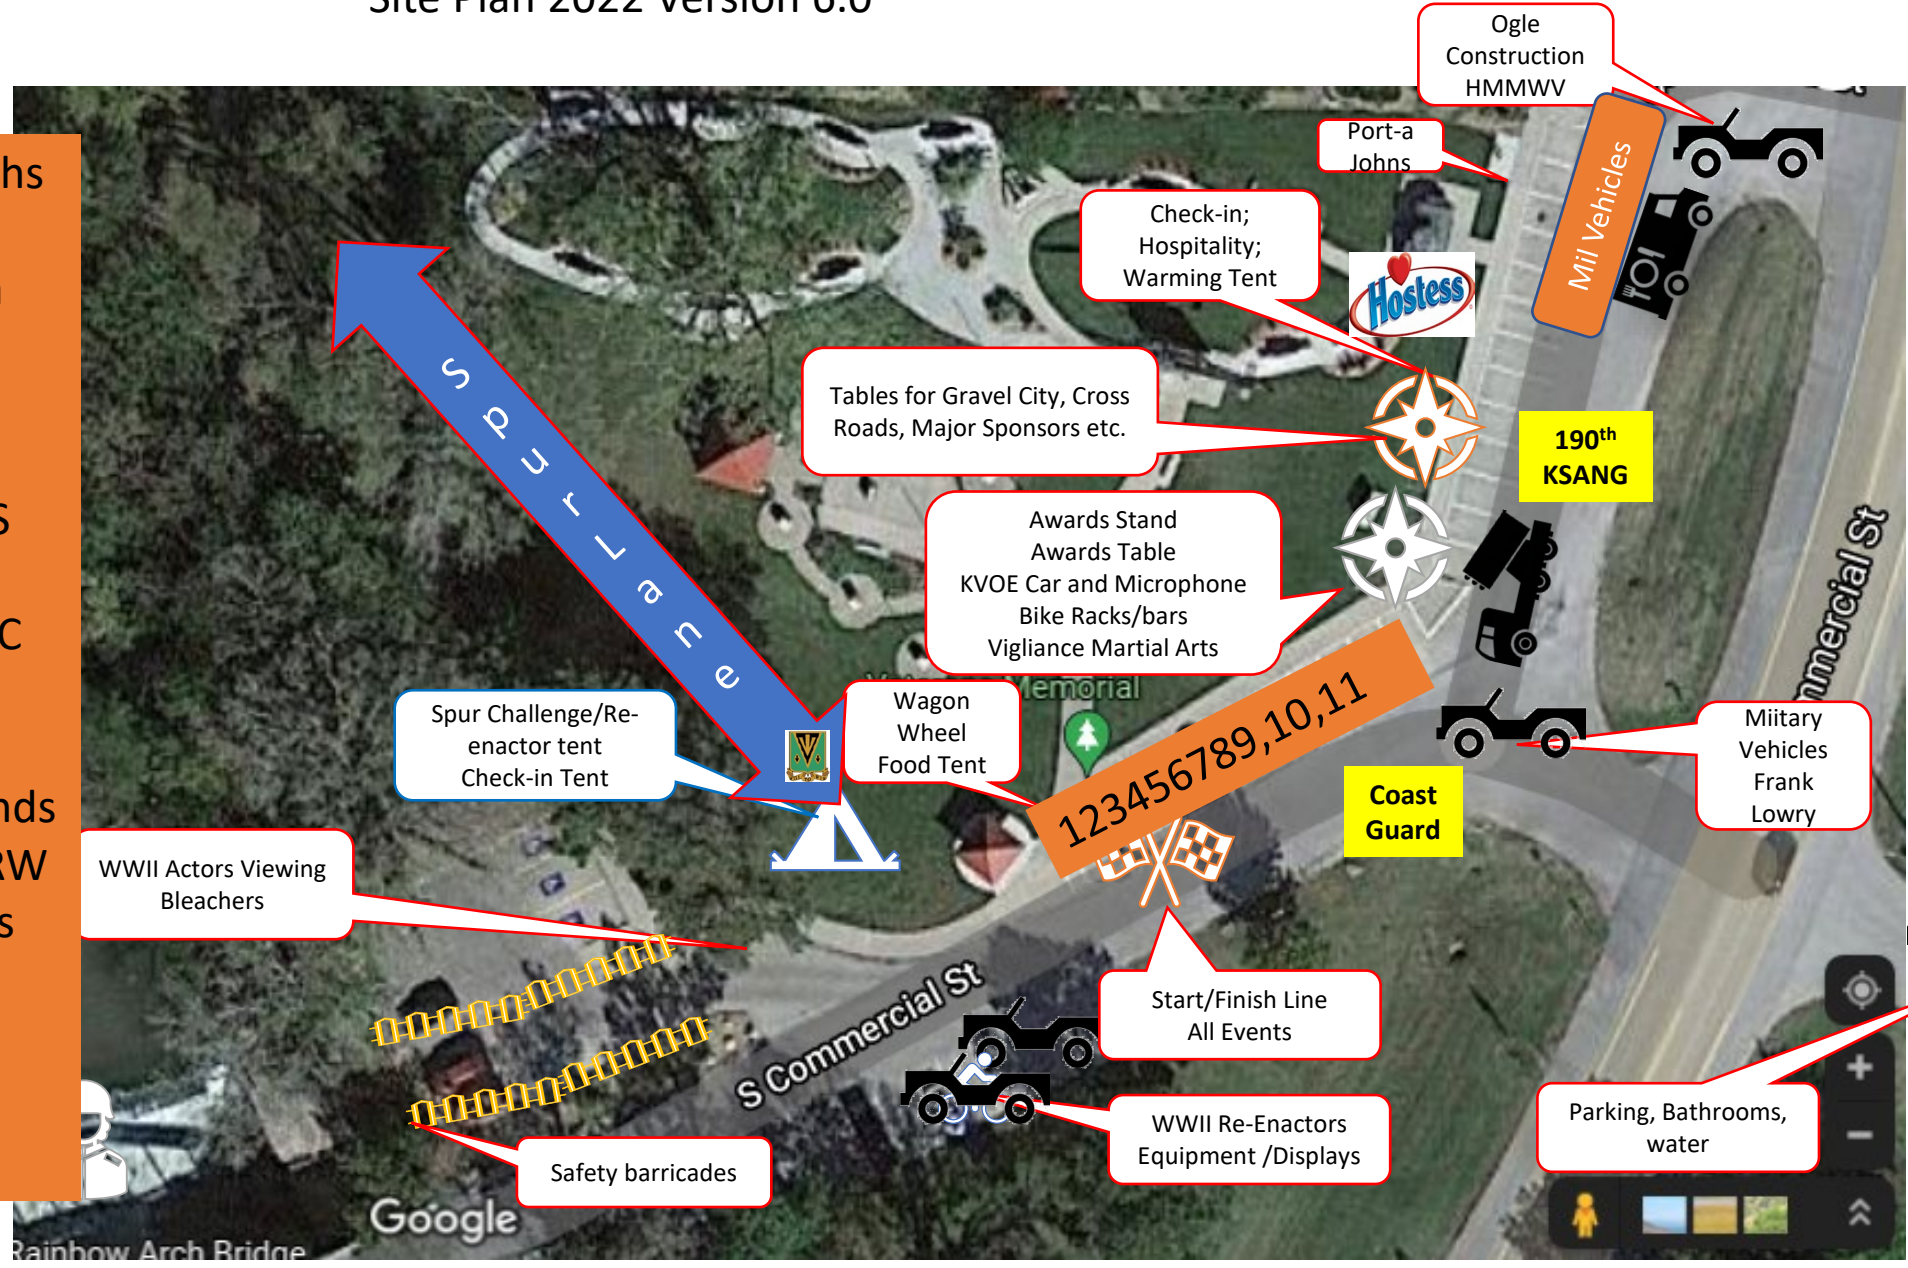 Site Plan 2022 Version 6.0
Ogle
Construction
HMMWV
Port-a
Johns
Mil Vehicles
Check-in;
Hospitality;
Warming Tent
Hostess
Tables for Gravel City, Cross
Roads, Major Sponsors etc.
190th
KSANG
Awards Stand
Awards Table
KVOE Car and Microphone
Bike Racks/bars
Vigliance Martial Arts
Spur Lane
Memorial
Wagon
Wheel
Food Tent
123456789,10,11
Spur Challenge/Re-
enactor tent
Check-in Tent
Coast
Guard
Miitary
Vehicles
Frank
Lowry
mmercial St
WWII Actors Viewing
Bleachers
S Commercial St
Start/Finish Line
All Events
WWII Re-Enactors
Equipment /Displays
Parking, Bathrooms,
water
Safety barricades
Google
Rainbow Arch Bridge
hs
s
C
nds
RW
s